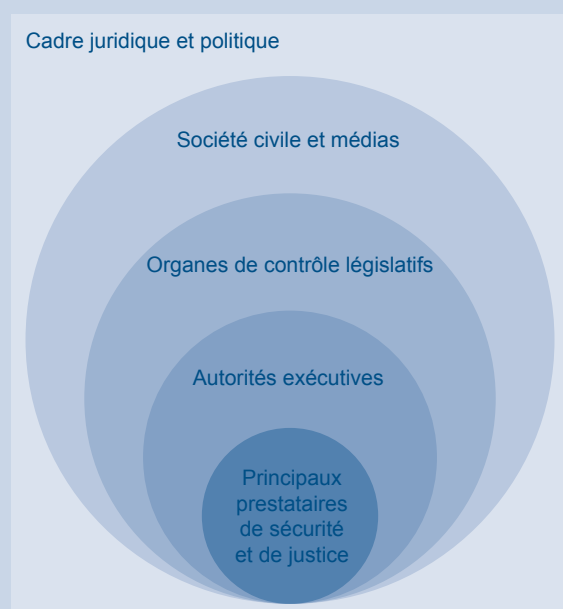 Cadre juridique et politique
Société civile et médias
Organes de contrôle législatifs
Autorités exécutives
Principaux
prestataires
de sécurité
et de justice